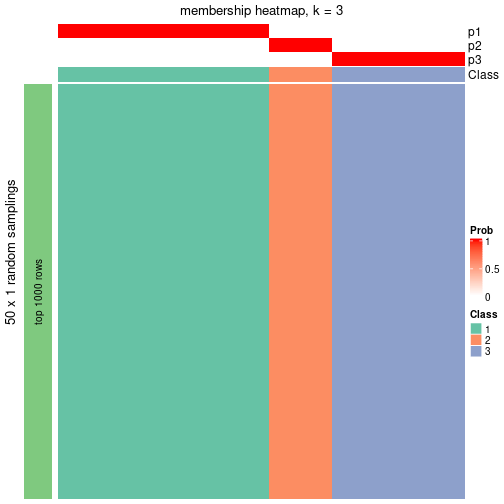 membership heatmap, k = 3
p1
p2
p3
Class
50 x 1 random samplings
top 1000 rows
Prob
1
0.5
0
Class
1
2
3